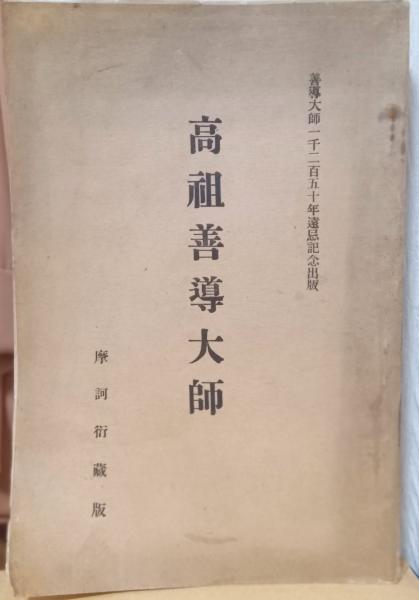 善導大師一千二百五十年遠忌記念出版
高祖善導大師
摩訶衍藏版